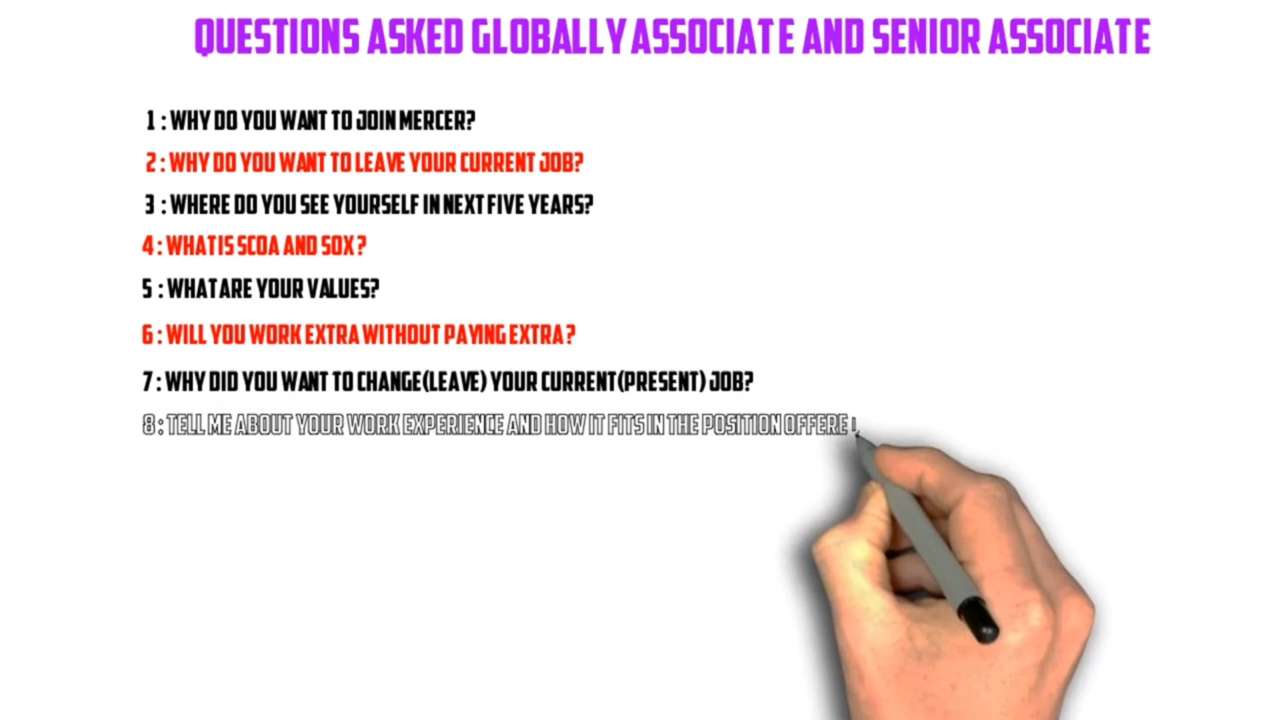 QUESTIONS ASKED GLOBALLY ASSOCIATE AND SENIOR ASSOCIATE
1 : WHY DO YOU WANT TO JOIN MERCER?
2 : WHY DO YOU WANT TO LEAVE YOUR CURRENT JOB?
3 : WHERE DO YOU SEE YOURSELF IN NEXT FIVE YEARS?
4 : WHAT IS SCOA AND SOX ?
5 : WHAT ARE YOUR VALUES?
6 : WILL YOU WORK EXTRA WITHOUT PAYING EXTRA ?
7 : WHY DID YOU WANT TO CHANGE(LEAVE) YOUR CURRENT(PRESENT) JOB?
8 : TELL ME ABOUT YOUR WORK EXPERIENCE AND HOW IT FITS IN THE POSITION OFFERE